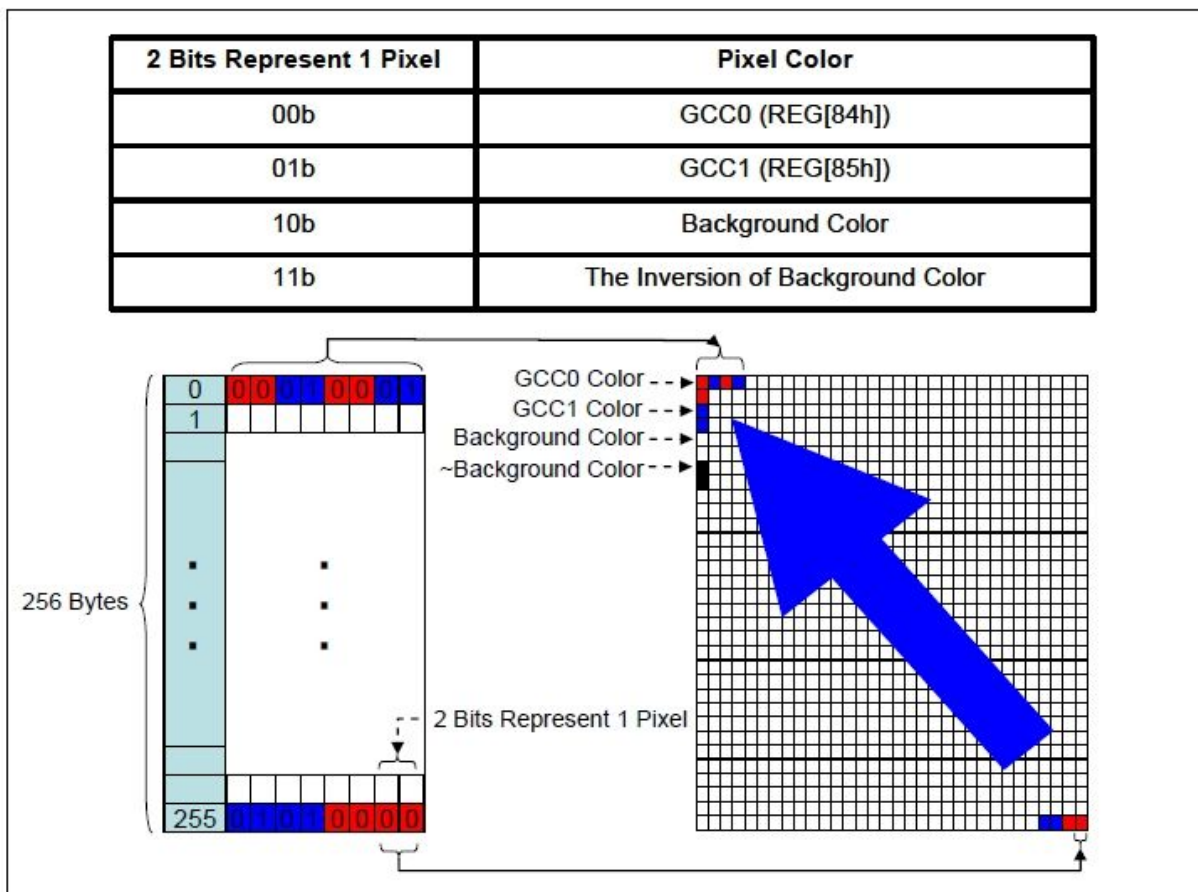 2 Bits Represent 1 Pixel Pixel Color
00b GCC0 (REG[84h])
01b GCC1 (REG[85h])
10b Background Color
11b The Inversion of Background Color
0 0 0 0 1 0 0 0 1
1
GCC0 Color
GCC1 Color
Background Color
~Background Color
256 Bytes
2 Bits Represent 1 Pixel
255 0 1 0 1 0 0 0 0